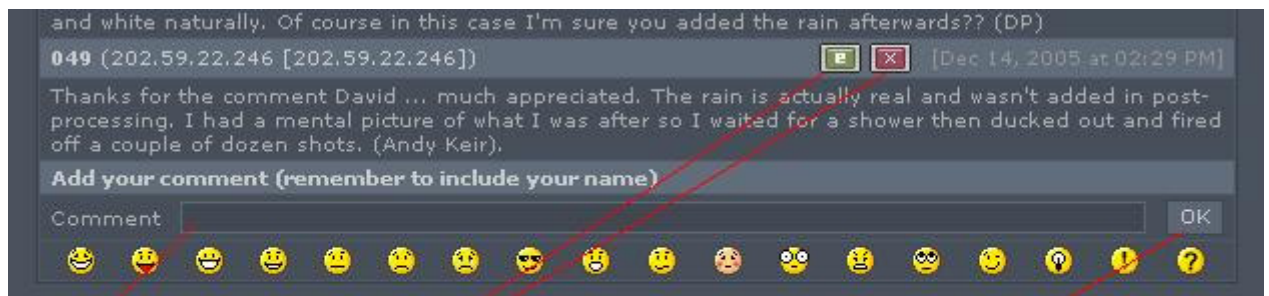 and white naturally. Of course in this case I'm sure you added the rain afterwards?? (DP)
049 (202.59.22.246 [202.59.22.246]) e X [Dec 14, 2005 at 02:29 PM]
Thanks for the comment David ... much appreciated. The rain is actually real and wasn't added in post-
processing. I had a mental picture of what I was after so I waited for a shower then ducked out and fired
off a couple of dozen shots. (Andy Keir).
Add your comment (remember to include your name)
Comment OK